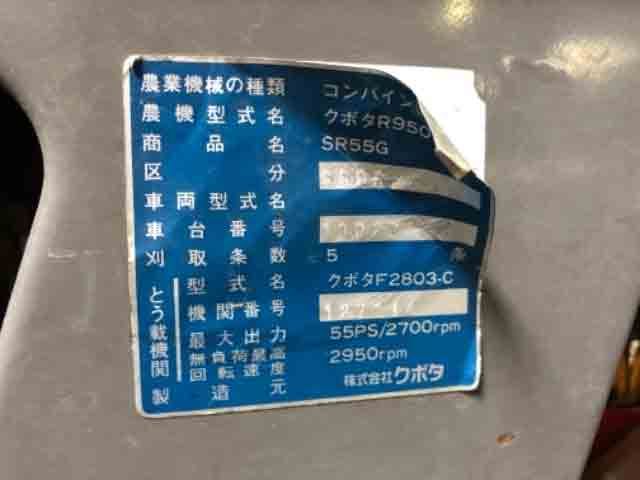 農業機械の種類 コンバイン
農機型式名 クボタR950
商品名 SR55G
区分
車両型式名
車台番号
刈取条数 5 条
とう載機関
型式名 クボタF2803-C
機関番号
最大出力 55PS/2700rpm
無負荷最高回転速度 2950rpm
製造元 株式会社クボタ